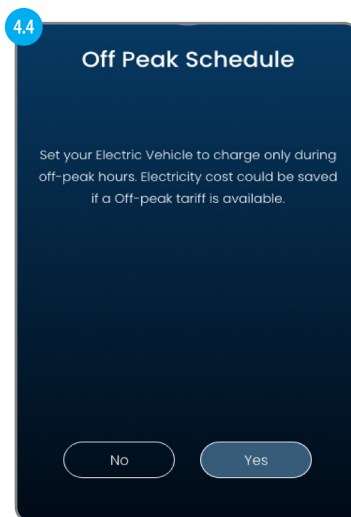 4.4
Off Peak Schedule
Set your Electric Vehicle to charge only during
off-peak hours. Electricity cost could be saved
if a Off-peak tariff is available.
No
Yes